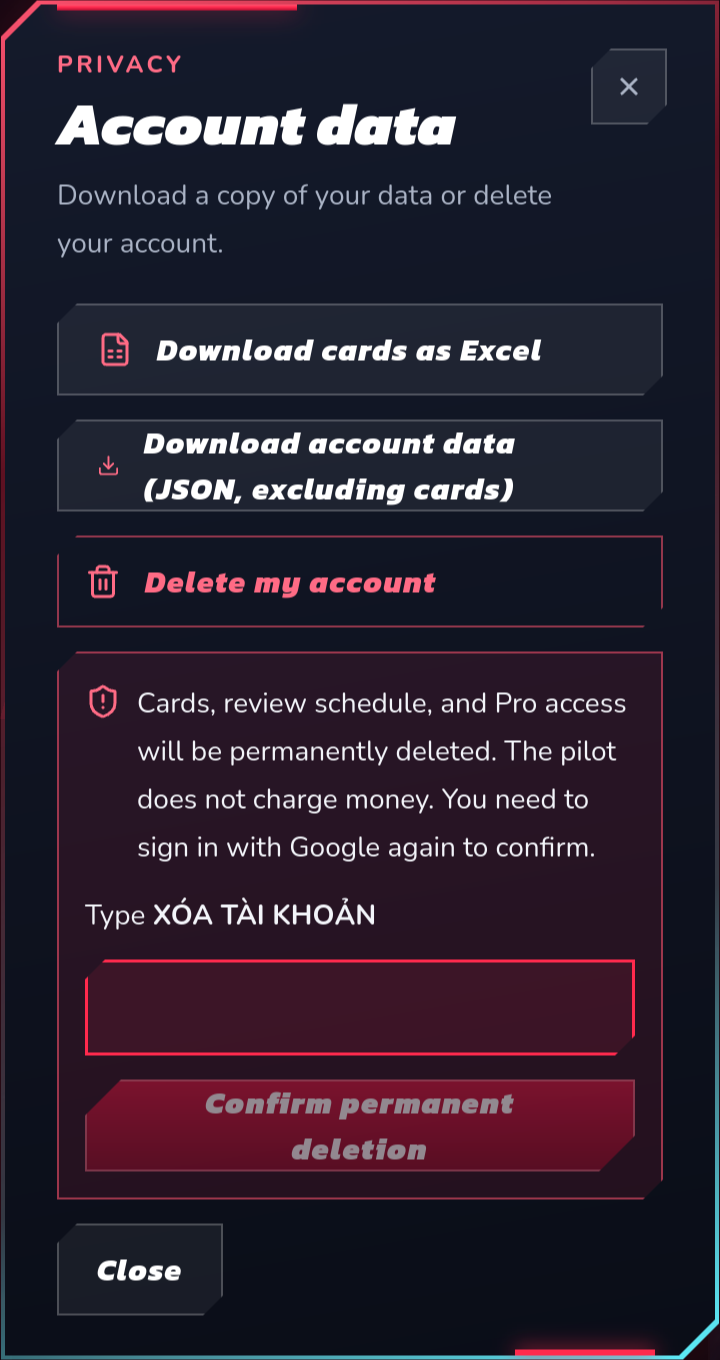 PRIVACY
Account data
Download a copy of your data or delete
your account.
Download cards as Excel
Download account data
(JSON, excluding cards)
Delete my account
Cards, review schedule, and Pro access
will be permanently deleted. The pilot
does not charge money. You need to
sign in with Google again to confirm.
Type XÓA TÀI KHOẢN
Confirm permanent
deletion
Close